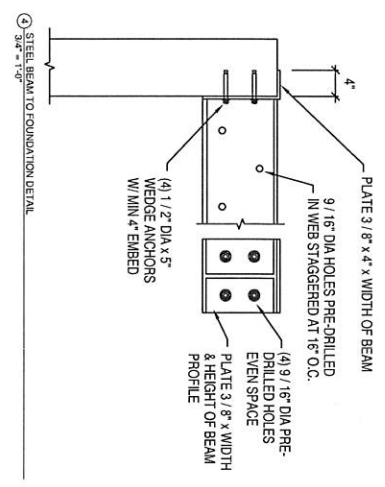 4"
PLATE 3 / 8" x 4" x WIDTH OF BEAM
9 / 16" DIA HOLES PRE-DRILLED
IN WEB STAGGERED AT 16" O.C.
(4) 9 / 16" DIA PRE-
DRILLED HOLES
EVEN SPACE
PLATE 3 / 8" x WIDTH
& HEIGHT OF BEAM
PROFILE
(4) 1 / 2" DIA x 5"
WEDGE ANCHORS
W/ MIN 4" EMBED
4 STEEL BEAM TO FOUNDATION DETAIL
3/4" = 1'-0"